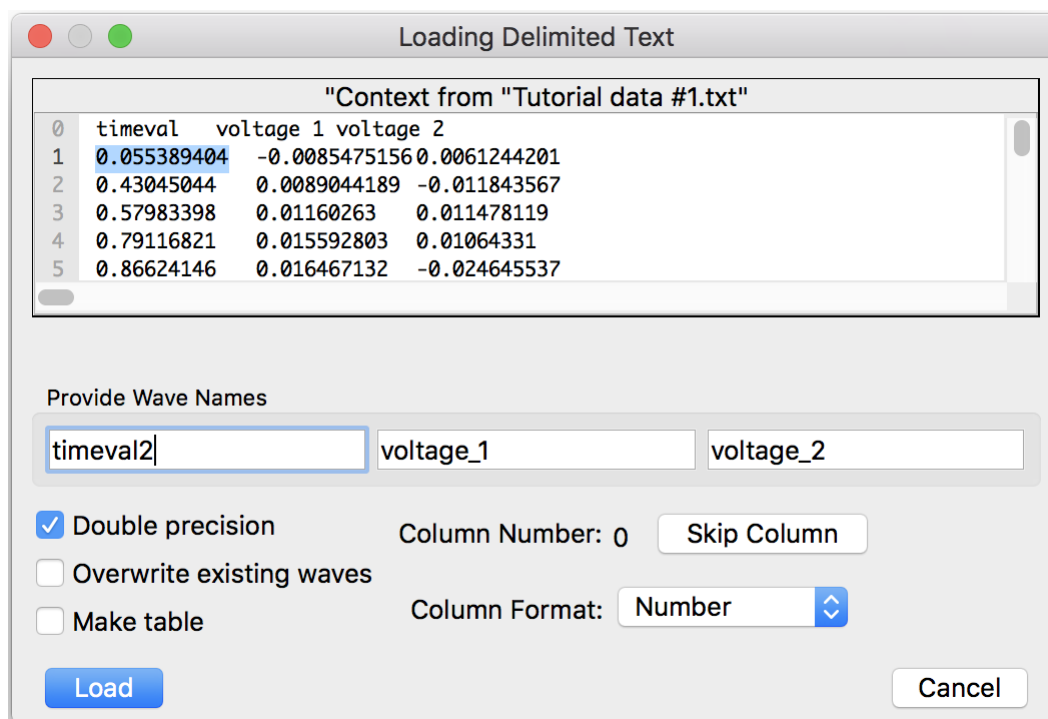 Loading Delimited Text
"Context from "Tutorial data #1.txt"
0 timeval voltage 1 voltage 2
1 0.055389404 -0.0085475156 0.0061244201
2 0.43045044 0.0089044189 -0.011843567
3 0.57983398 0.01160263 0.011478119
4 0.79116821 0.015592803 0.01064331
5 0.86624146 0.016467132 -0.024645537
Provide Wave Names
timeval2 voltage_1 voltage_2
Double precision Column Number: 0 Skip Column
Overwrite existing waves
Make table Column Format: Number
Load Cancel